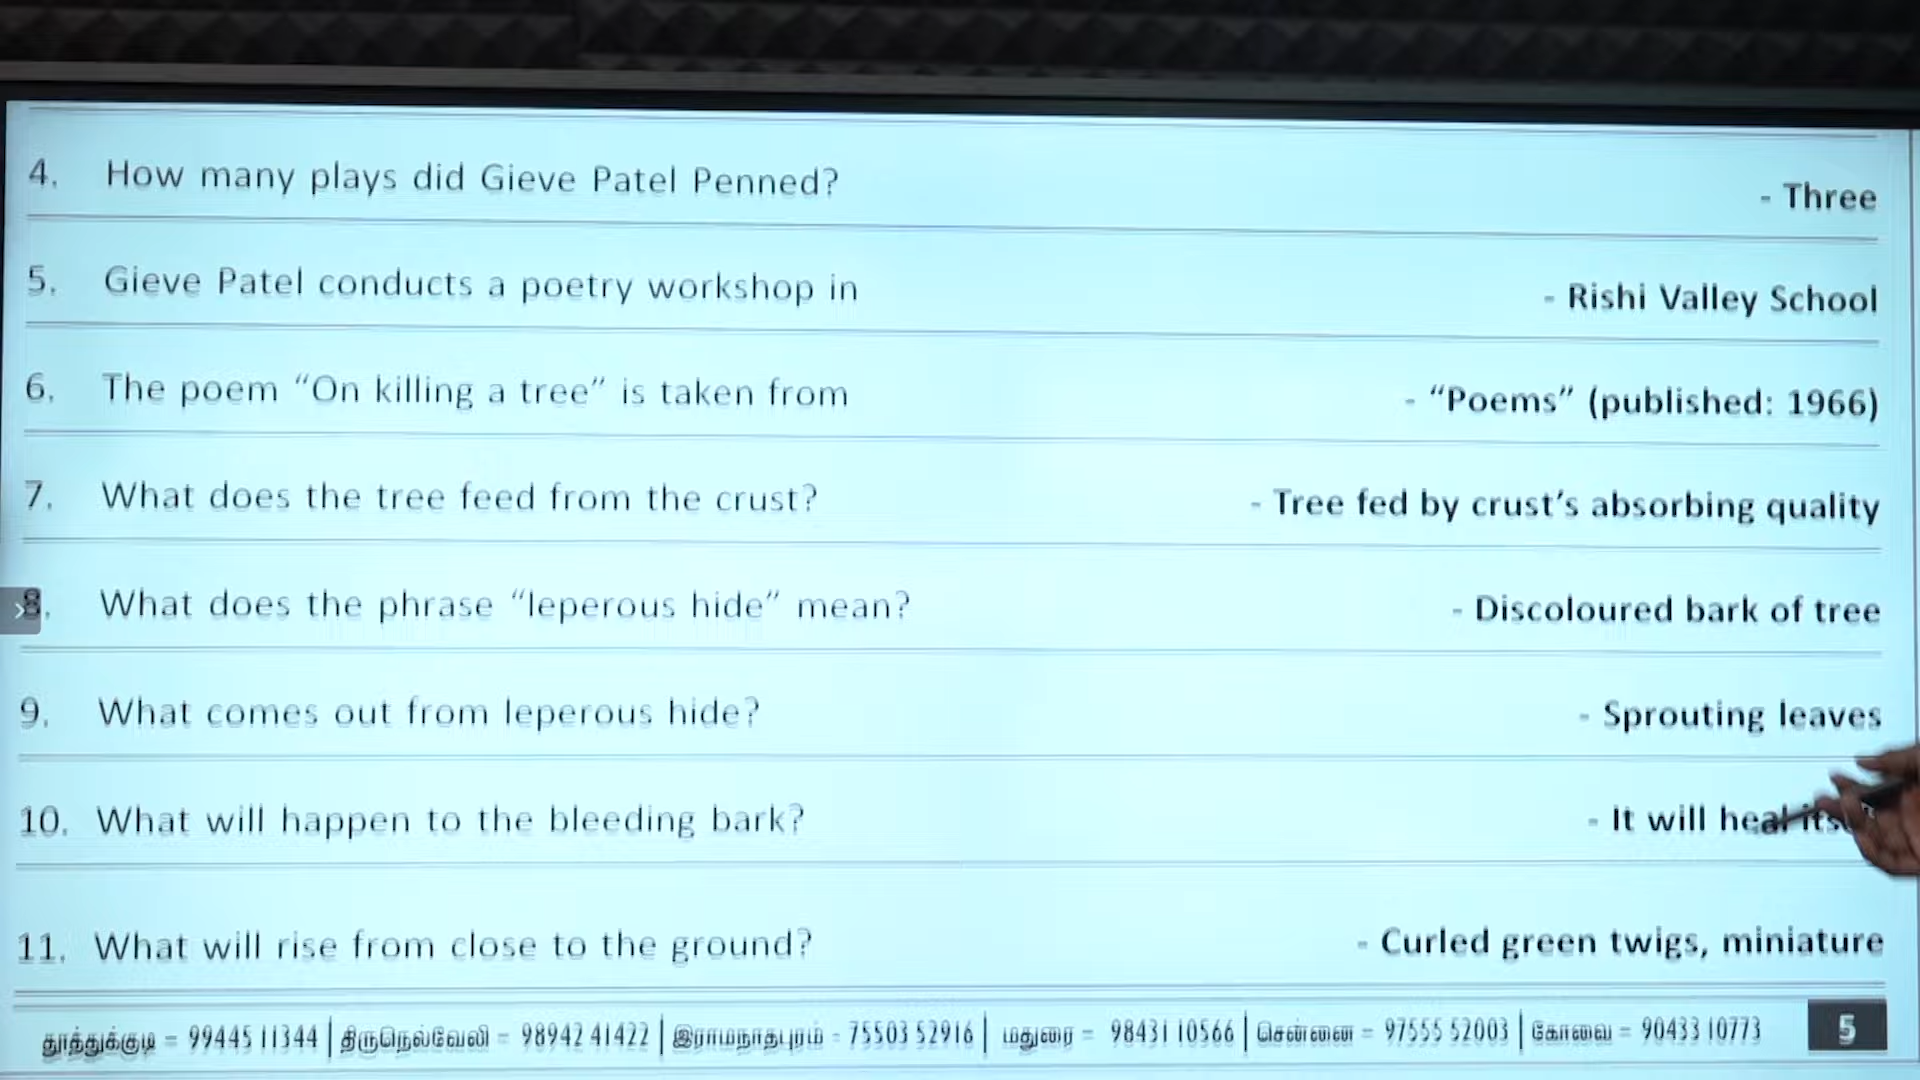 4. How many plays did Gieve Patel Penned? - Three
5. Gieve Patel conducts a poetry workshop in - Rishi Valley School
6. The poem “On killing a tree” is taken from - “Poems” (published: 1966)
7. What does the tree feed from the crust? - Tree fed by crust’s absorbing quality
8. What does the phrase “leperous hide” mean? - Discoloured bark of tree
9. What comes out from leperous hide? - Sprouting leaves
10. What will happen to the bleeding bark? - It will heal
11. What will rise from close to the ground? - Curled green twigs, miniature
தூத்துக்குடி = 99445 11344 | திருநெல்வேலி = 98942 41422 | இராமநாதபுரம் - 75503 52916 | மதுரை = 98431 10566 | சென்னை = 97555 52003 | கோவை = 90433 10773 5